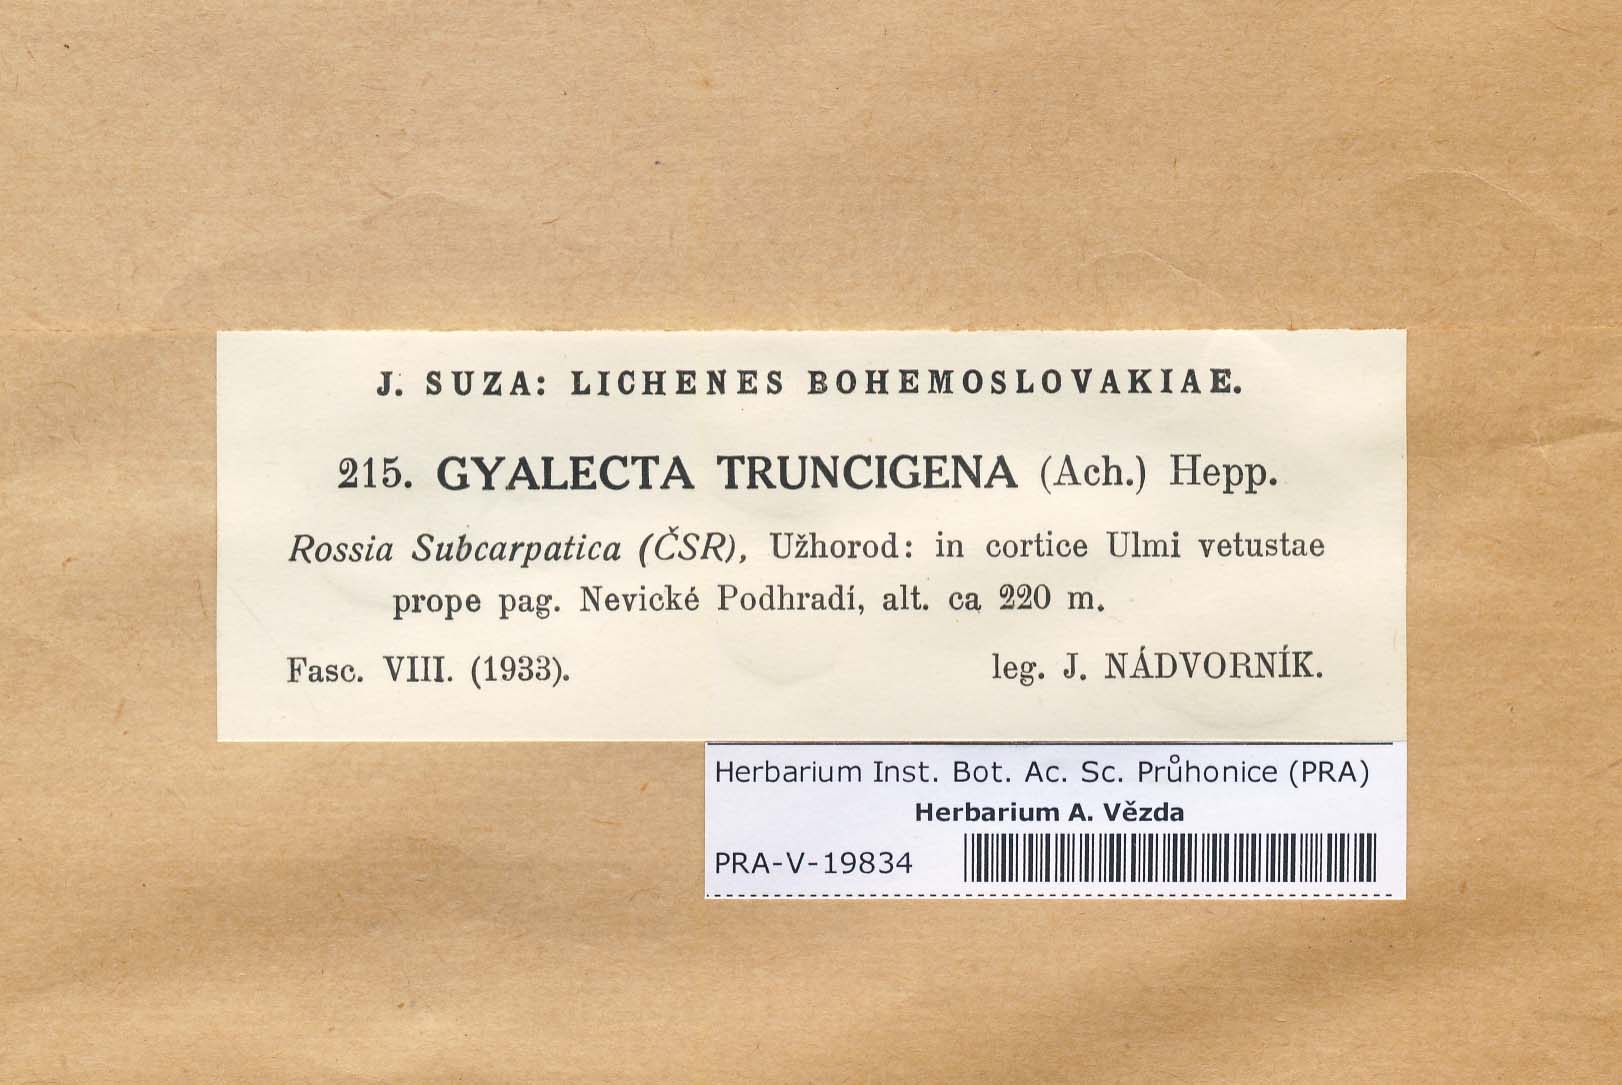 J. SUZA: LICHENES BOHEMOSLOVAKIAE.
215. GYALECTA TRUNCIGENA (Ach.) Hepp.
Rossia Subcarpatica (ČSR), Užhorod: in cortice Ulmi vetustae
prope pag. Nevické Podhradí, alt. ca 220 m.
Fasc. VIII. (1933). leg. J. NÁDVORNÍK.
Herbarium Inst. Bot. Ac. Sc. Průhonice (PRA)
Herbarium A. Vězda
PRA-V-19834